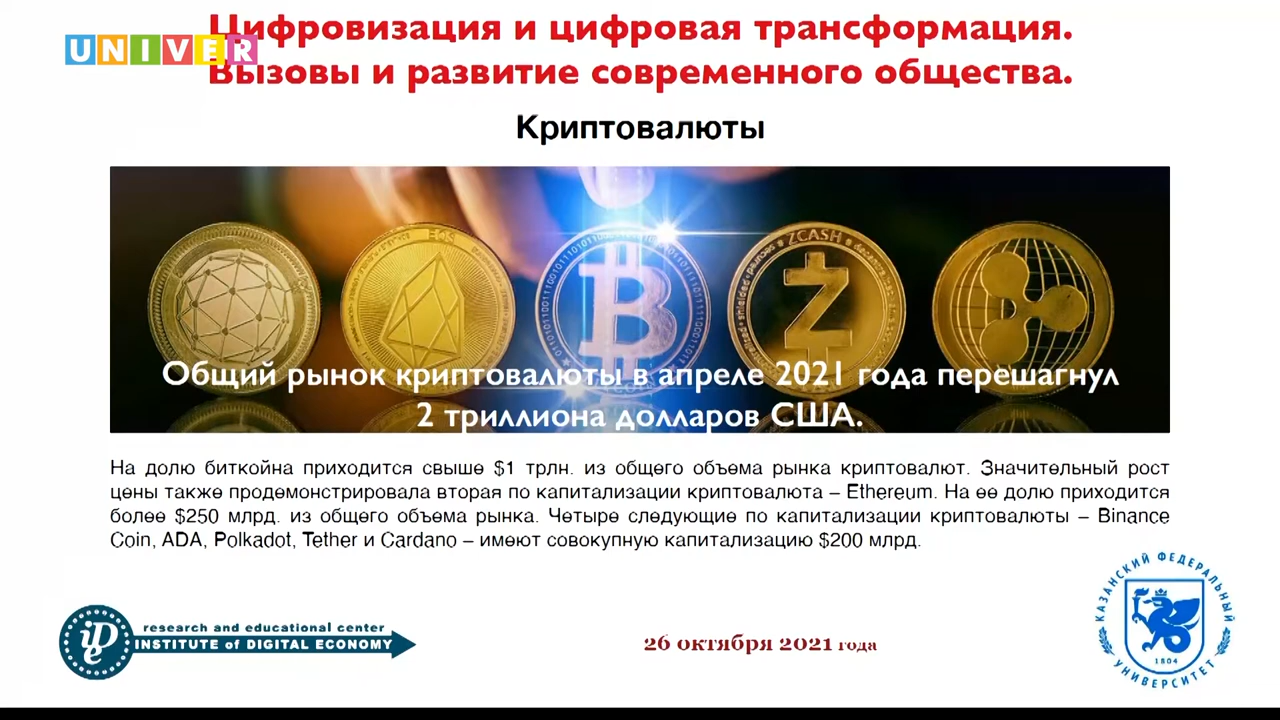 Цифровизация и цифровая трансформация.
UNIVER
Вызовы и развитие современного общества.
Криптовалюты
EOS
ZCASH
Общий рынок криптовалюты в апреле 2021 года перешагнул
2 триллиона долларов США.
На долю биткойна приходится свыше $1 трлн. из общего объема рынка криптовалют. Значительный рост
цены также продемонстрировала вторая по капитализации криптовалюта – Ethereum. На ее долю приходится
более $250 млрд. из общего объема рынка. Четыре следующие по капитализации криптовалюты – Binance
Coin, ADA, Polkadot, Tether и Cardano – имеют совокупную капитализацию $200 млрд.
ide
research and educational center
INSTITUTE of DIGITAL ECONOMY
26 октября 2021 года
КАЗАНСКИЙ ФЕДЕРАЛЬНЫЙ
1804
УНИВЕРСИТЕТ